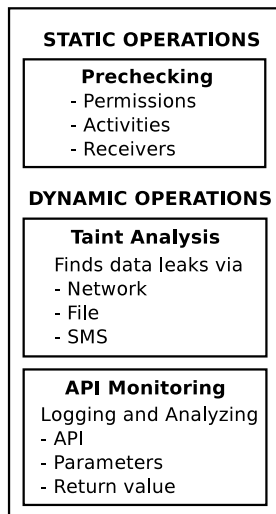 STATIC OPERATIONS
Prechecking
- Permissions
- Activities
- Receivers
DYNAMIC OPERATIONS
Taint Analysis
Finds data leaks via
- Network
- File
- SMS
API Monitoring
Logging and Analyzing
- API
- Parameters
- Return value